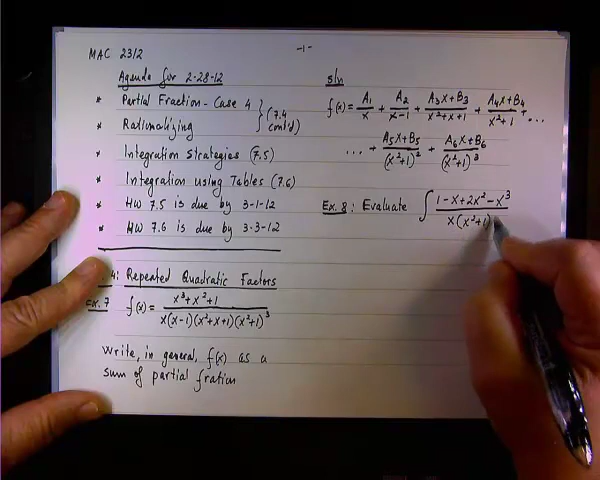 MAC 2312
-1-
Agenda for 2-28-12
* Partial Fraction - Case 4
* Rationalizing
} (7.4 cont'd)
* Integration Strategies (7.5)
* Integration using Tables (7.6)
* HW 7.5 is due by 3-1-12
* HW 7.6 is due by 3-3-12
. 4: Repeated Quadratic Factors
Ex. 7 f(x) = (x³+x²+1)/(x(x-1)(x²+x+1)(x²+1)³)
Write, in general, f(x) as a
sum of partial fration
sln
f(x) = A₁/x + A₂/(x-1) + (A₃x+B₃)/(x²+x+1) + (A₄x+B₄)/(x²+1) + ...
... + (A₅x+B₅)/(x²+1)² + (A₆x+B₆)/(x²+1)³
Ex. 8: Evaluate ∫ (1-x+2x²-x³)/(x(x²+1)